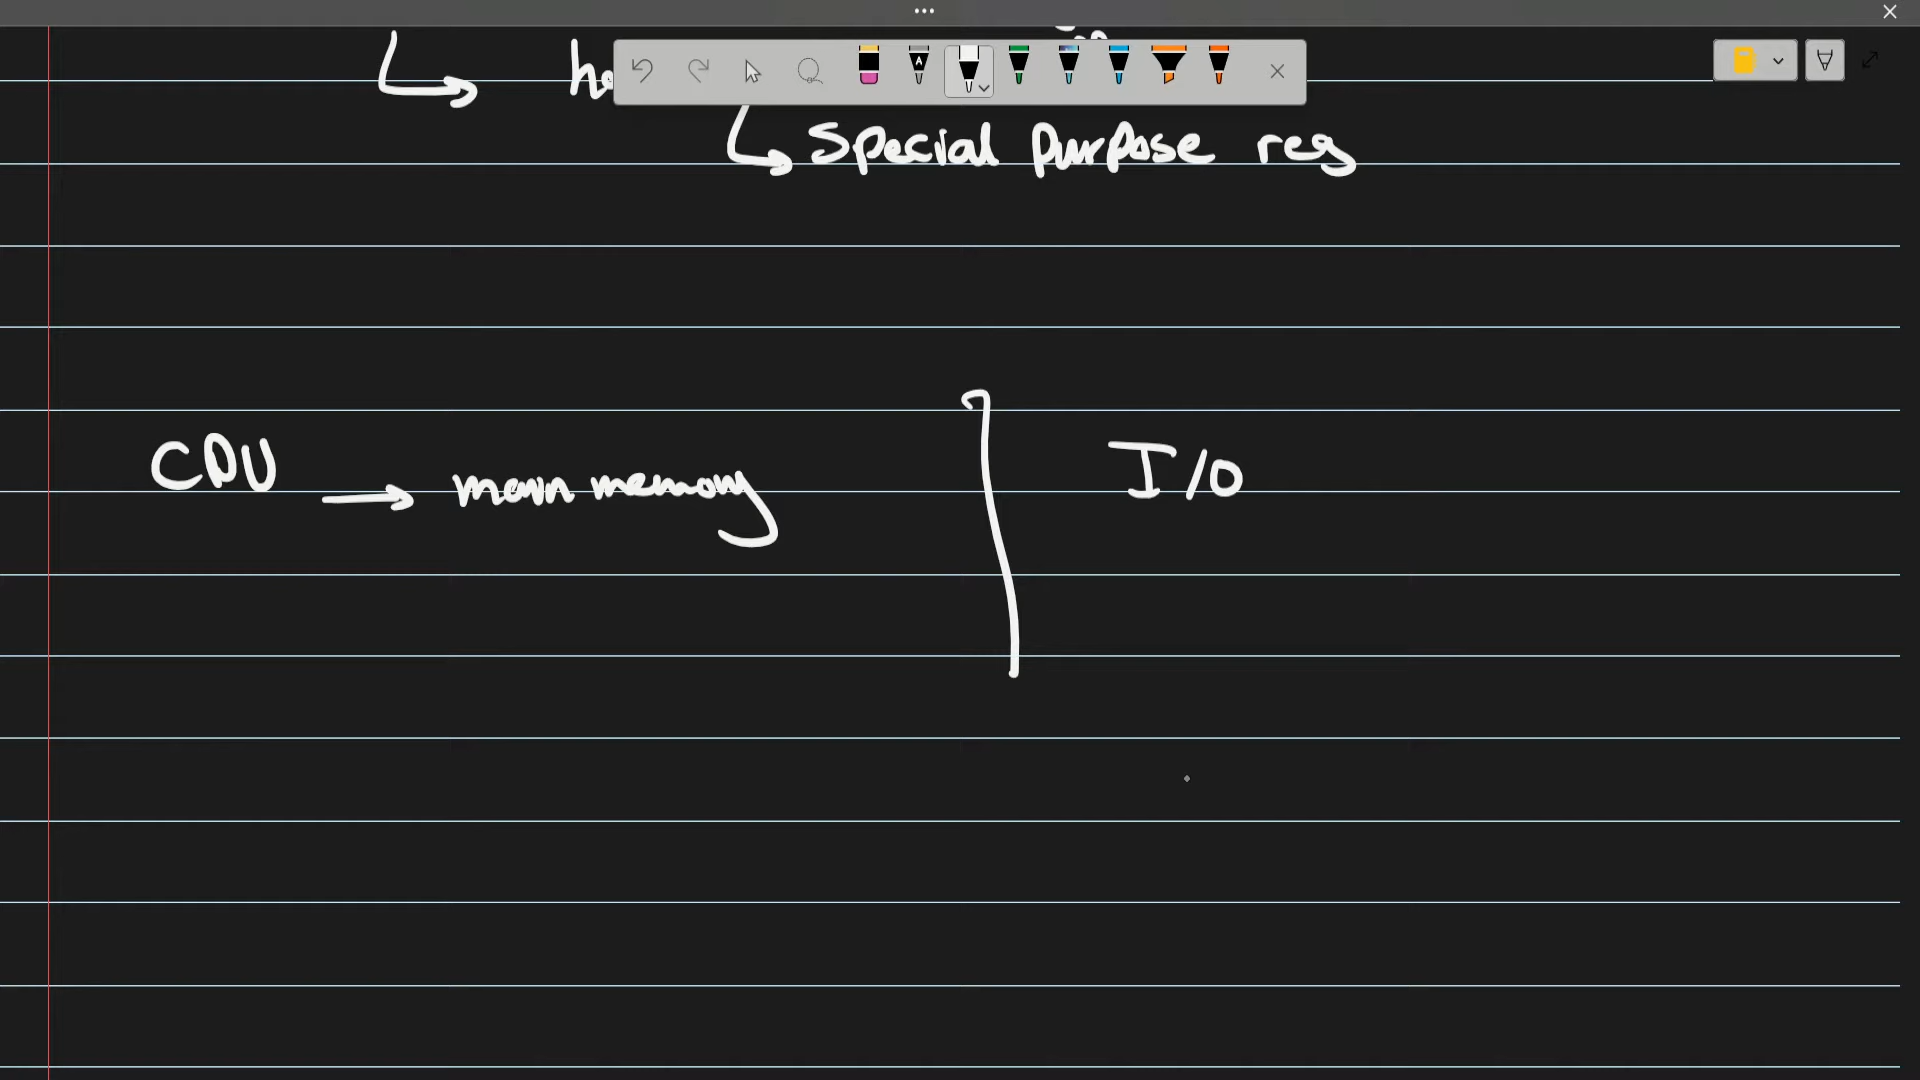 Special Purpose reg
CPU → main memory
I/O